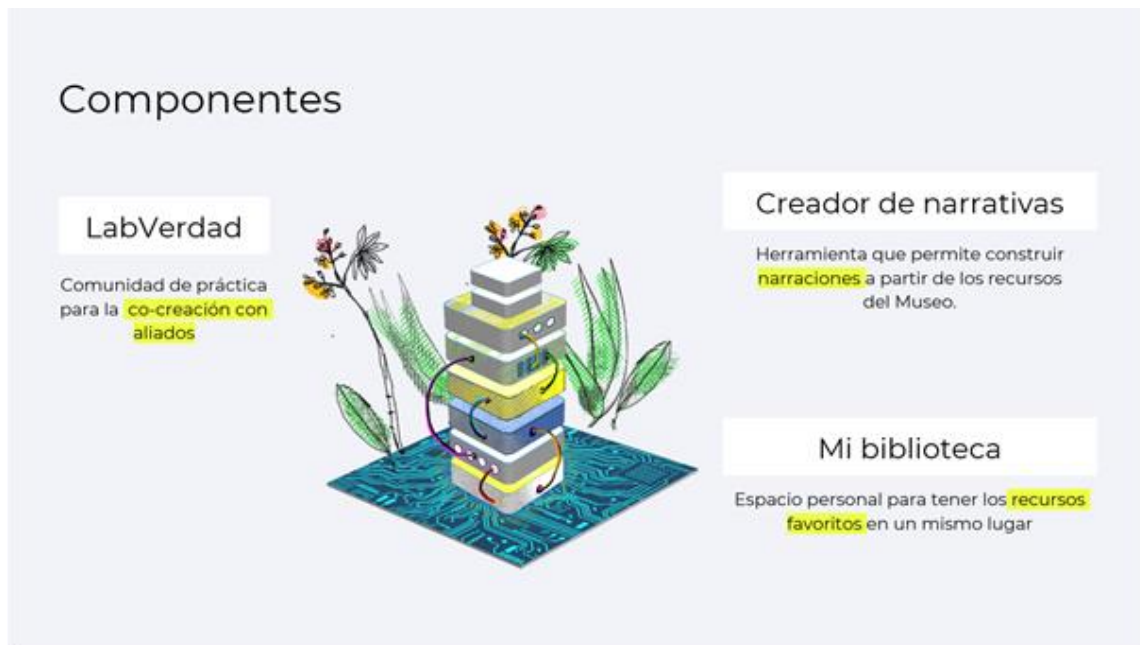 Componentes
LabVerdad
Comunidad de práctica
para la co-creación con
aliados
Creador de narrativas
Herramienta que permite construir
narraciones a partir de los recursos
del Museo.
Mi biblioteca
Espacio personal para tener los recursos
favoritos en un mismo lugar